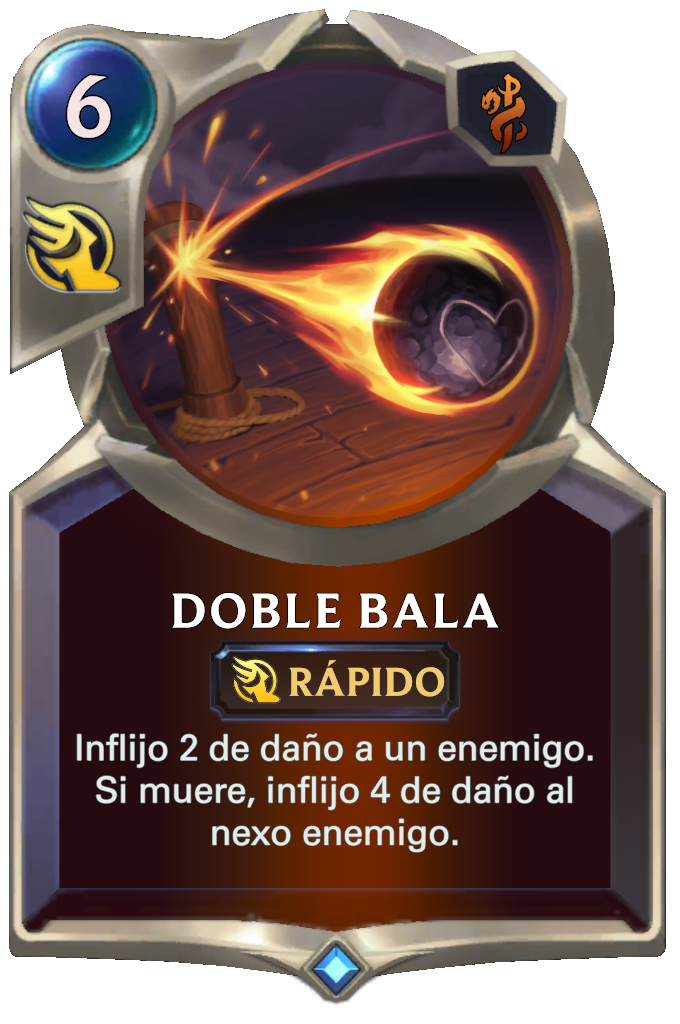 6
DOBLE BALA
RÁPIDO
Inflijo 2 de daño a un enemigo.
Si muere, inflijo 4 de daño al
nexo enemigo.